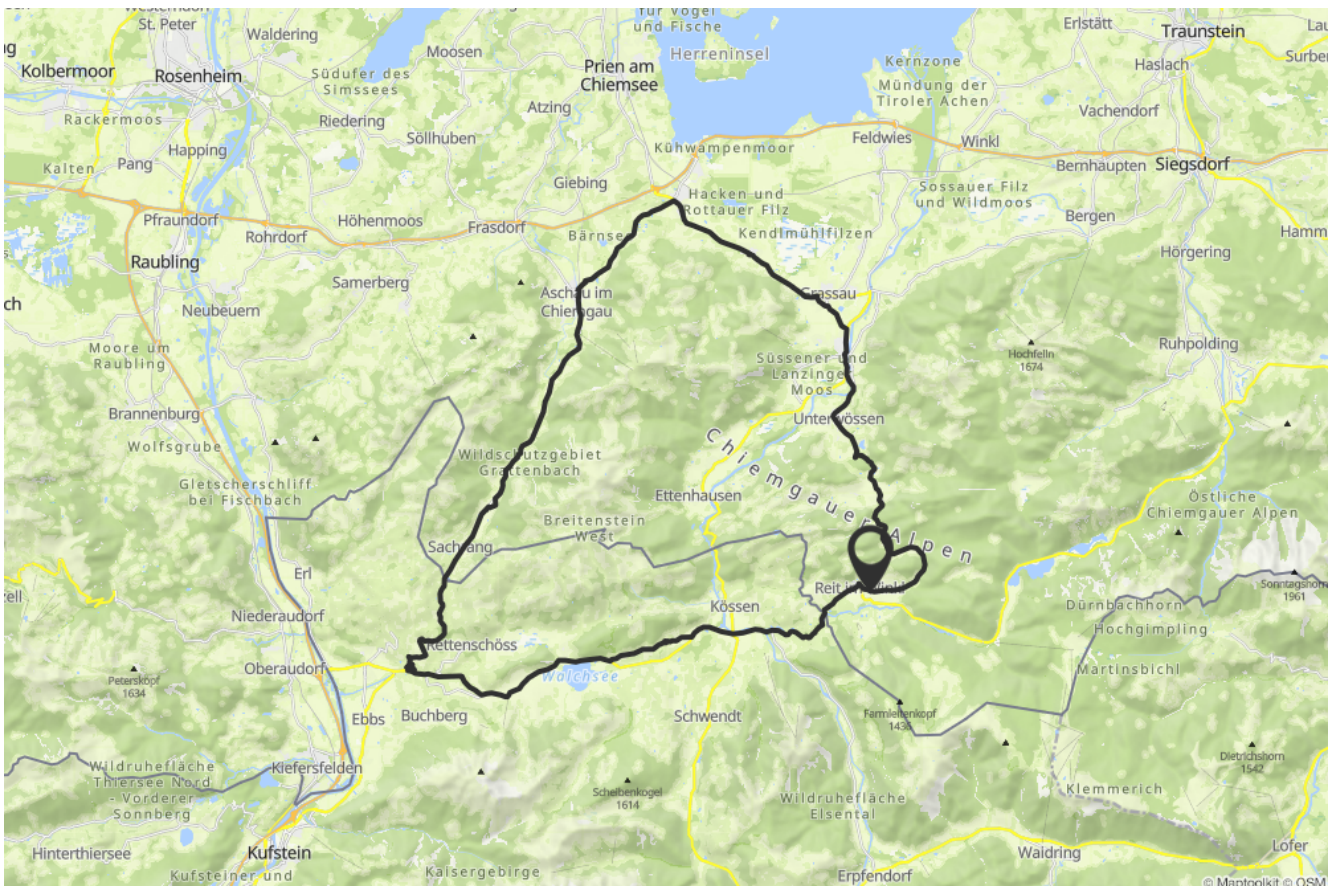 Westerndorf
St. Peter
Waldering
für Vogel
und Fische
Erlstätt
Kolbermoor
Rosenheim
Südufer des
Simssees
Moosen
Prien am
Chiemsee
Herreninsel
Kernzone
Mündung der
Tiroler Achen
Traunstein
Haslach
Rackermoos
Riedering
Atzing
Vachendorf
Happing
Söllhuben
Pang
Kalten
Kühwampenmoor
Feldwies
Winkl
Bernhaupten
Siegsdorf
Giebing
Hacken und
Rottauer Filz
Sossauer Filz
und Wildmoos
Pfraundorf
Höhenmoos
Frasdorf
Bärnsee
Kendlmühlfilzen
Bergen
Rohrdorf
Hörgering
Raubling
Samerberg
Aschau im
Chiemgau
Grassau
Neubeuern
Moore um
Raubling
Hochfelln
1674
Ruhpolding
Süssener und
Lanzinger
Moos
Brannenburg
Unterwössen
Wolfsgrube
Wildschutzgebiet
Grattenbach
Gletscherschliff
bei Fischbach
Chiemgauer Alpen
Ettenhausen
Östliche
Chiemgauer Alpen
Breitenstein
West
Sachrang
Erl
Reit im Winkl
Sonntagshorn
1961
Niederaudorf
Kössen
Dürnbachhorn
Hochgimpling
Rettenschöss
Oberaudorf
Walchsee
Martinsbichl
Peterskopf
1634
Ebbs
Buchberg
Schwendt
Farmleitenkopf
1436
Wildruhefläche
Thiersee Nord
- Vorderer
Sonnberg
Kiefersfelden
Scheibenkogel
1614
Wildruhefläche
Elsental
Dietrichshorn
1542
Klemmerich
Hinterthiersee
Kufstein
Waidring
Lofer
Kufsteiner und
Kaisergebirge
Erpfendorf
© Maptoolkit © OSM